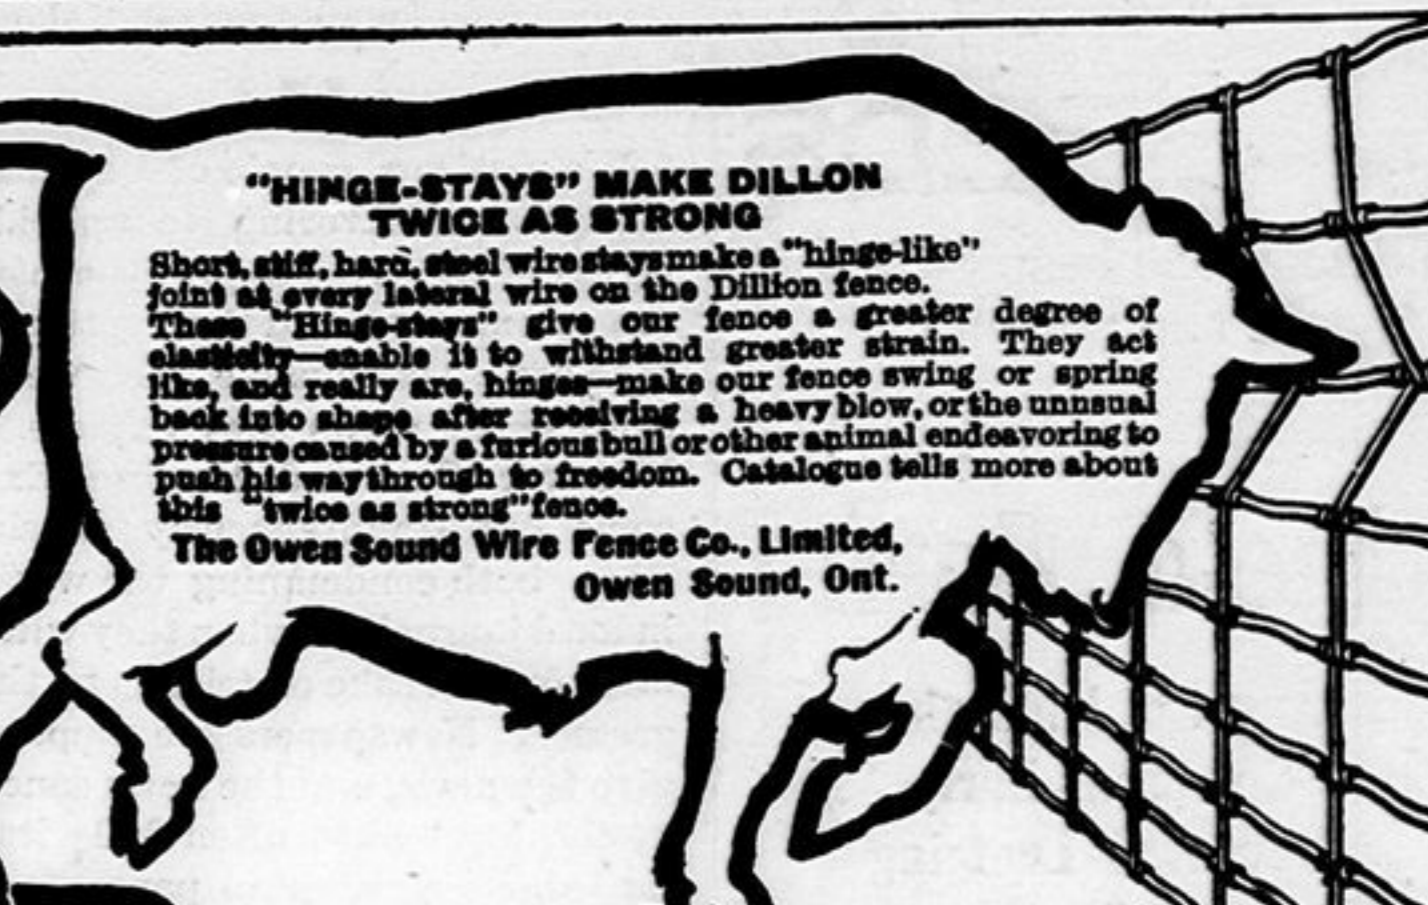 "HINGE-STAYS" MAKE DILLON
TWICE AS STRONG
Short, stiff, hard, steel wire stays make a "hinge-like"
joint at every lateral wire on the Dillon fence.
These "Hinge-stays" give our fence a greater degree of
elasticity—enable it to withstand greater strain. They act
like, and really are, hinges—make our fence swing or spring
back into shape after receiving a heavy blow, or the unnsual
pressure caused by a furious bull or other animal endeavoring to
push his way through to freedom. Catalogue tells more about
this "twice as strong" fence.
The Owen Sound Wire Fence Co., Limited,
Owen Sound, Ont.